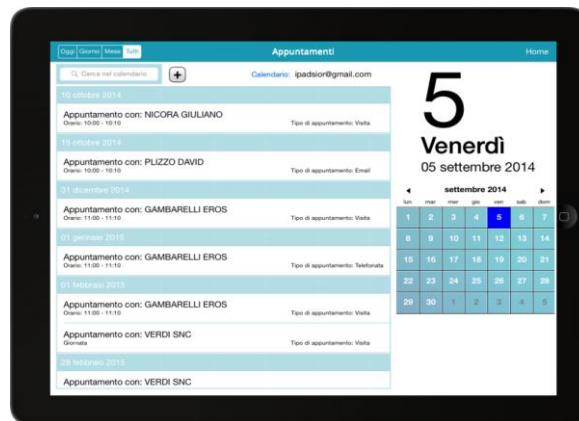 Oggi Giorno Mese Tutti
Appuntamenti
Home
Cerca nel calendario
+
Calendario: ipadsior@gmail.com
10 ottobre 2014
Appuntamento con: NICORA GIULIANO
Orario: 10:00 - 10:10
Tipo di appuntamento: Visita
15 ottobre 2014
Appuntamento con: PLIZZO DAVID
Orario: 10:00 - 10:10
Tipo di appuntamento: Email
31 dicembre 2014
Appuntamento con: GAMBARELLI EROS
Orario: 11:00 - 11:10
Tipo di appuntamento: Visita
01 gennaio 2015
Appuntamento con: GAMBARELLI EROS
Orario: 11:00 - 11:10
Tipo di appuntamento: Telefonata
01 febbraio 2015
Appuntamento con: GAMBARELLI EROS
Orario: 11:00 - 11:10
Tipo di appuntamento: Visita
Appuntamento con: VERDI SNC
Giornata
Tipo di appuntamento: Visita
28 febbraio 2015
Appuntamento con: VERDI SNC
5
Venerdì
05 settembre 2014
settembre 2014
lun mar mer gio ven sab dom
1 2 3 4 5 6 7
8 9 10 11 12 13 14
15 16 17 18 19 20 21
22 23 24 25 26 27 28
29 30 1 2 3 4 5